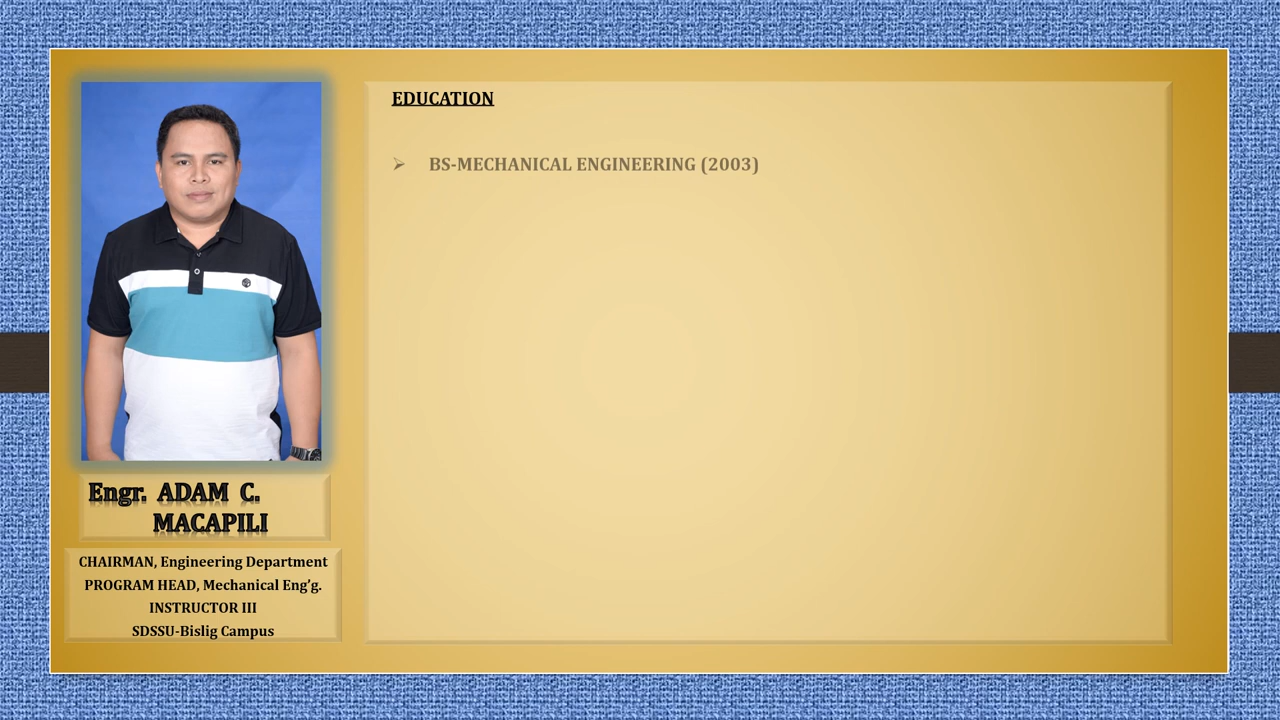 EDUCATION
BS-MECHANICAL ENGINEERING (2003)
Engr. ADAM C.
MACAPILI
CHAIRMAN, Engineering Department
PROGRAM HEAD, Mechanical Eng’g.
INSTRUCTOR III
SDSSU-Bislig Campus